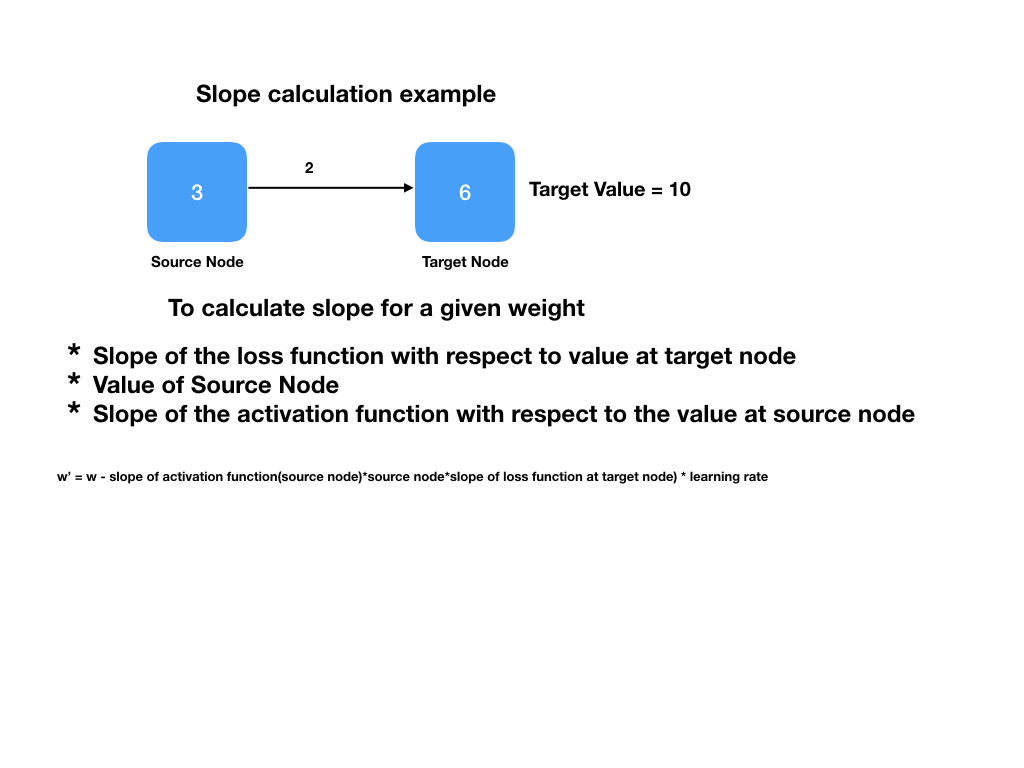 Slope calculation example
2
3
6
Target Value = 10
Source Node
Target Node
To calculate slope for a given weight
* Slope of the loss function with respect to value at target node
* Value of Source Node
* Slope of the activation function with respect to the value at source node
w' = w - slope of activation function(source node)*source node*slope of loss function at target node) * learning rate